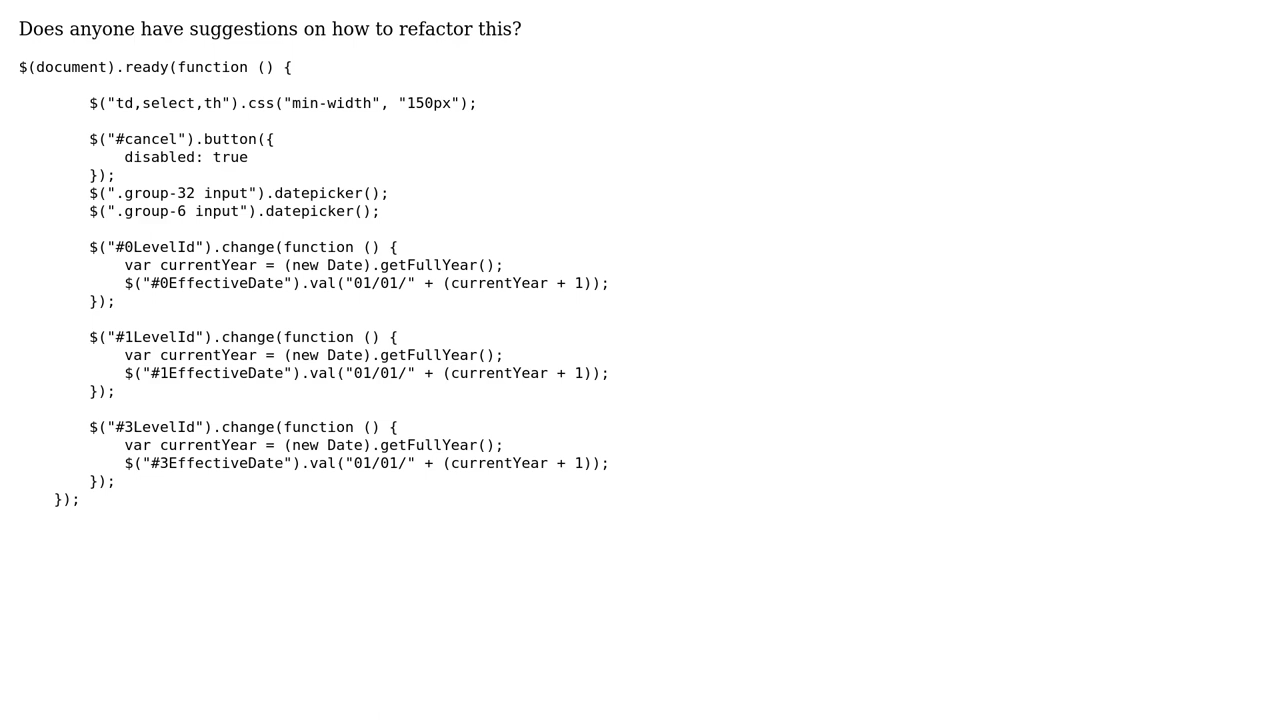 Does anyone have suggestions on how to refactor this?
$(document).ready(function () {
        $("td,select,th").css("min-width", "150px");
        $("#cancel").button({
            disabled: true
        });
        $(".group-32 input").datepicker();
        $(".group-6 input").datepicker();
        $("#0LevelId").change(function () {
            var currentYear = (new Date).getFullYear();
            $("#0EffectiveDate").val("01/01/" + (currentYear + 1));
        });
        $("#1LevelId").change(function () {
            var currentYear = (new Date).getFullYear();
            $("#1EffectiveDate").val("01/01/" + (currentYear + 1));
        });
        $("#3LevelId").change(function () {
            var currentYear = (new Date).getFullYear();
            $("#3EffectiveDate").val("01/01/" + (currentYear + 1));
        });
    });